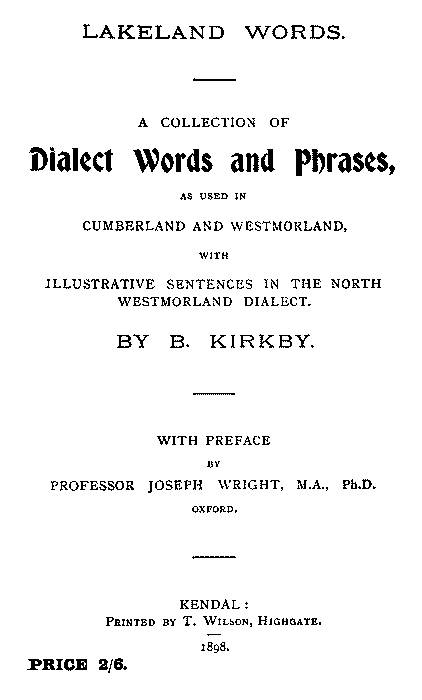 LAKELAND WORDS.
A COLLECTION OF
Dialect Words and Phrases,
AS USED IN
CUMBERLAND AND WESTMORLAND,
WITH
ILLUSTRATIVE SENTENCES IN THE NORTH
WESTMORLAND DIALECT.
BY B. KIRKBY.
WITH PREFACE
BY
PROFESSOR JOSEPH WRIGHT, M.A., Ph.D.
OXFORD.
KENDAL:
PRINTED BY T. WILSON, HIGHGATE.
1898.
PRICE 2/6.